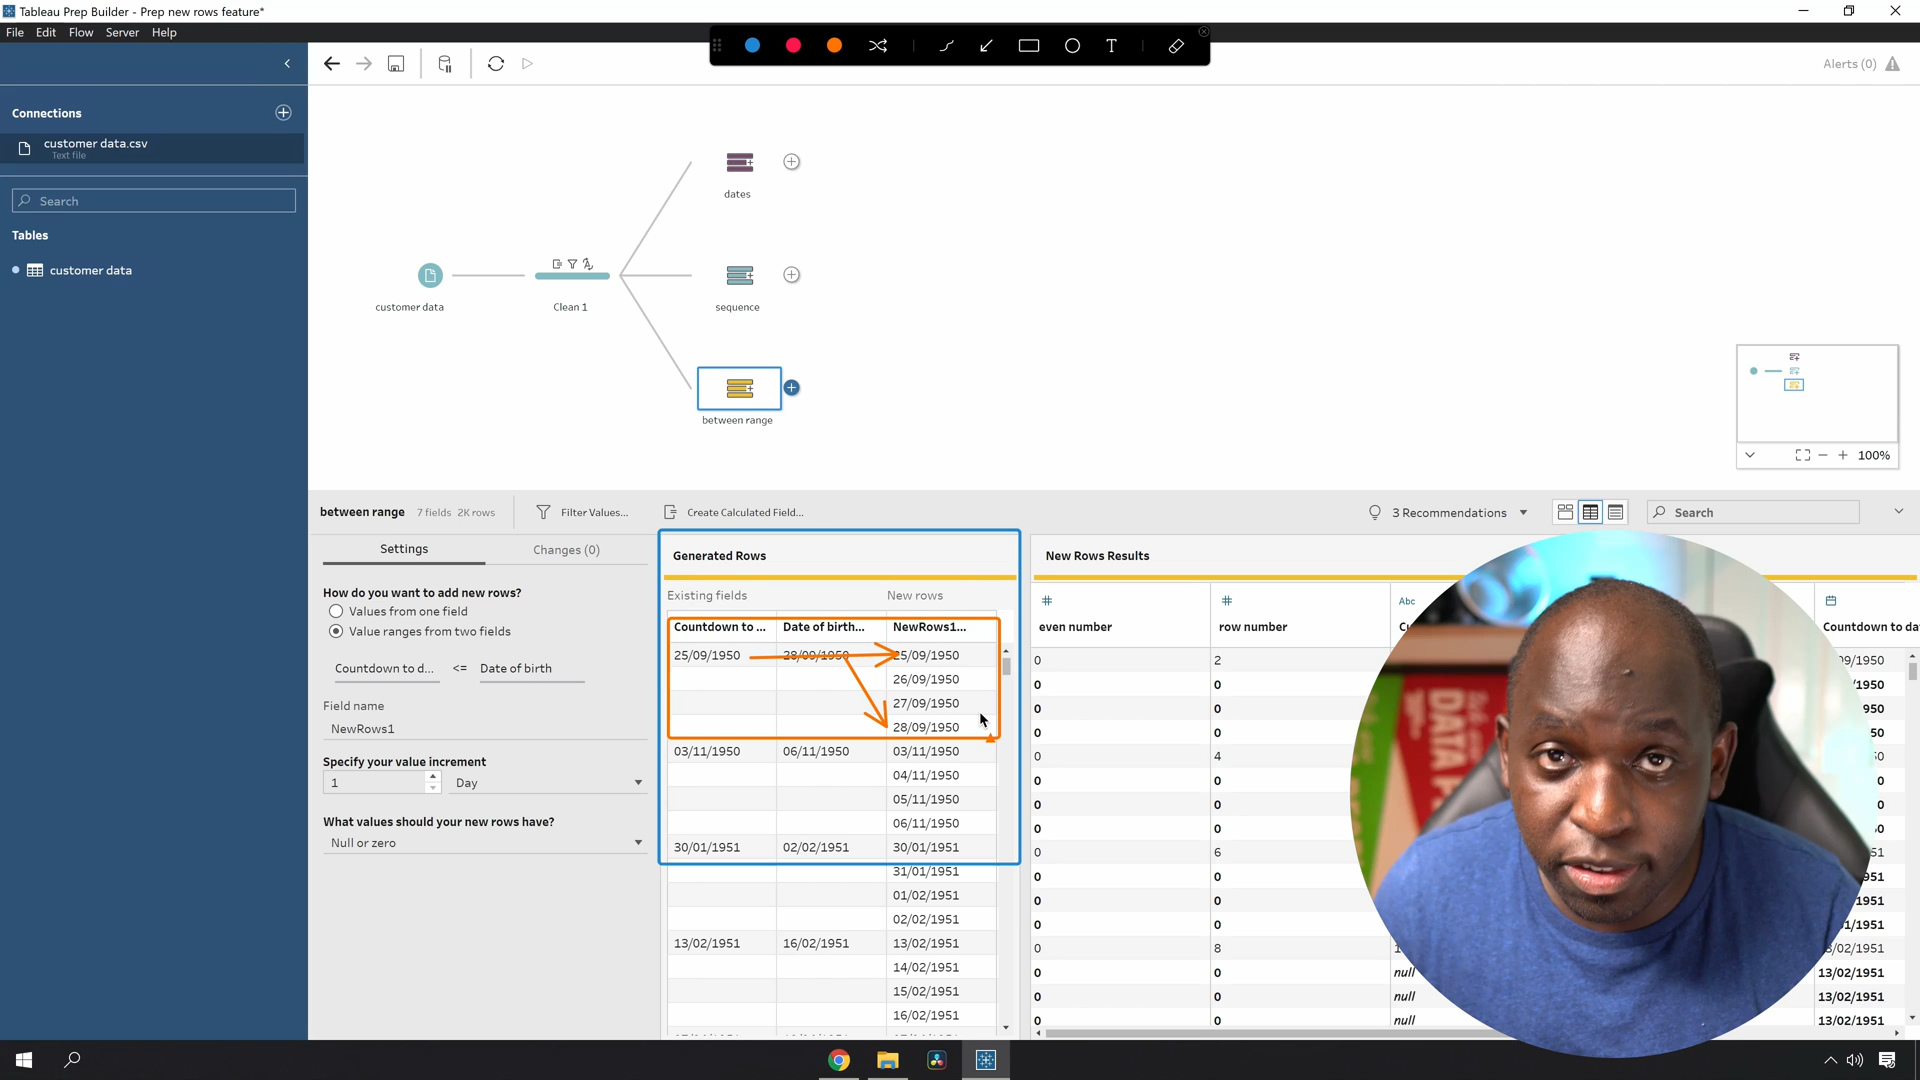 Tableau Prep Builder - Prep new rows feature*
File Edit Flow Server Help
Alerts (0)
Connections
customer data.csv
Text file
Search
Tables
customer data
dates
customer data
Clean 1
sequence
between range
100%
between range 7 fields 2K rows Filter Values... Create Calculated Field... 3 Recommendations Search
Settings Changes (0)
How do you want to add new rows?
Values from one field
Value ranges from two fields
Countdown to d... <= Date of birth
Field name
NewRows1
Specify your value increment
1 Day
What values should your new rows have?
Null or zero
Generated Rows
Existing fields New rows
Countdown to ... Date of birth... NewRows1...
25/09/1950 28/09/1950 25/09/1950
26/09/1950
27/09/1950
28/09/1950
03/11/1950 06/11/1950 03/11/1950
04/11/1950
05/11/1950
06/11/1950
30/01/1951 02/02/1951 30/01/1951
31/01/1951
01/02/1951
02/02/1951
13/02/1951 16/02/1951 13/02/1951
14/02/1951
15/02/1951
16/02/1951
New Rows Results
# # Abc
even number row number Countdown to da
0 2
0 0
0 0
0 0
0 4
0 0
0 0
0 0
0 6
0 0
0 0
0 0
0 8
0 0 null 13/02/1951
0 0 null 13/02/1951
0 0 null 13/02/1951
DATA